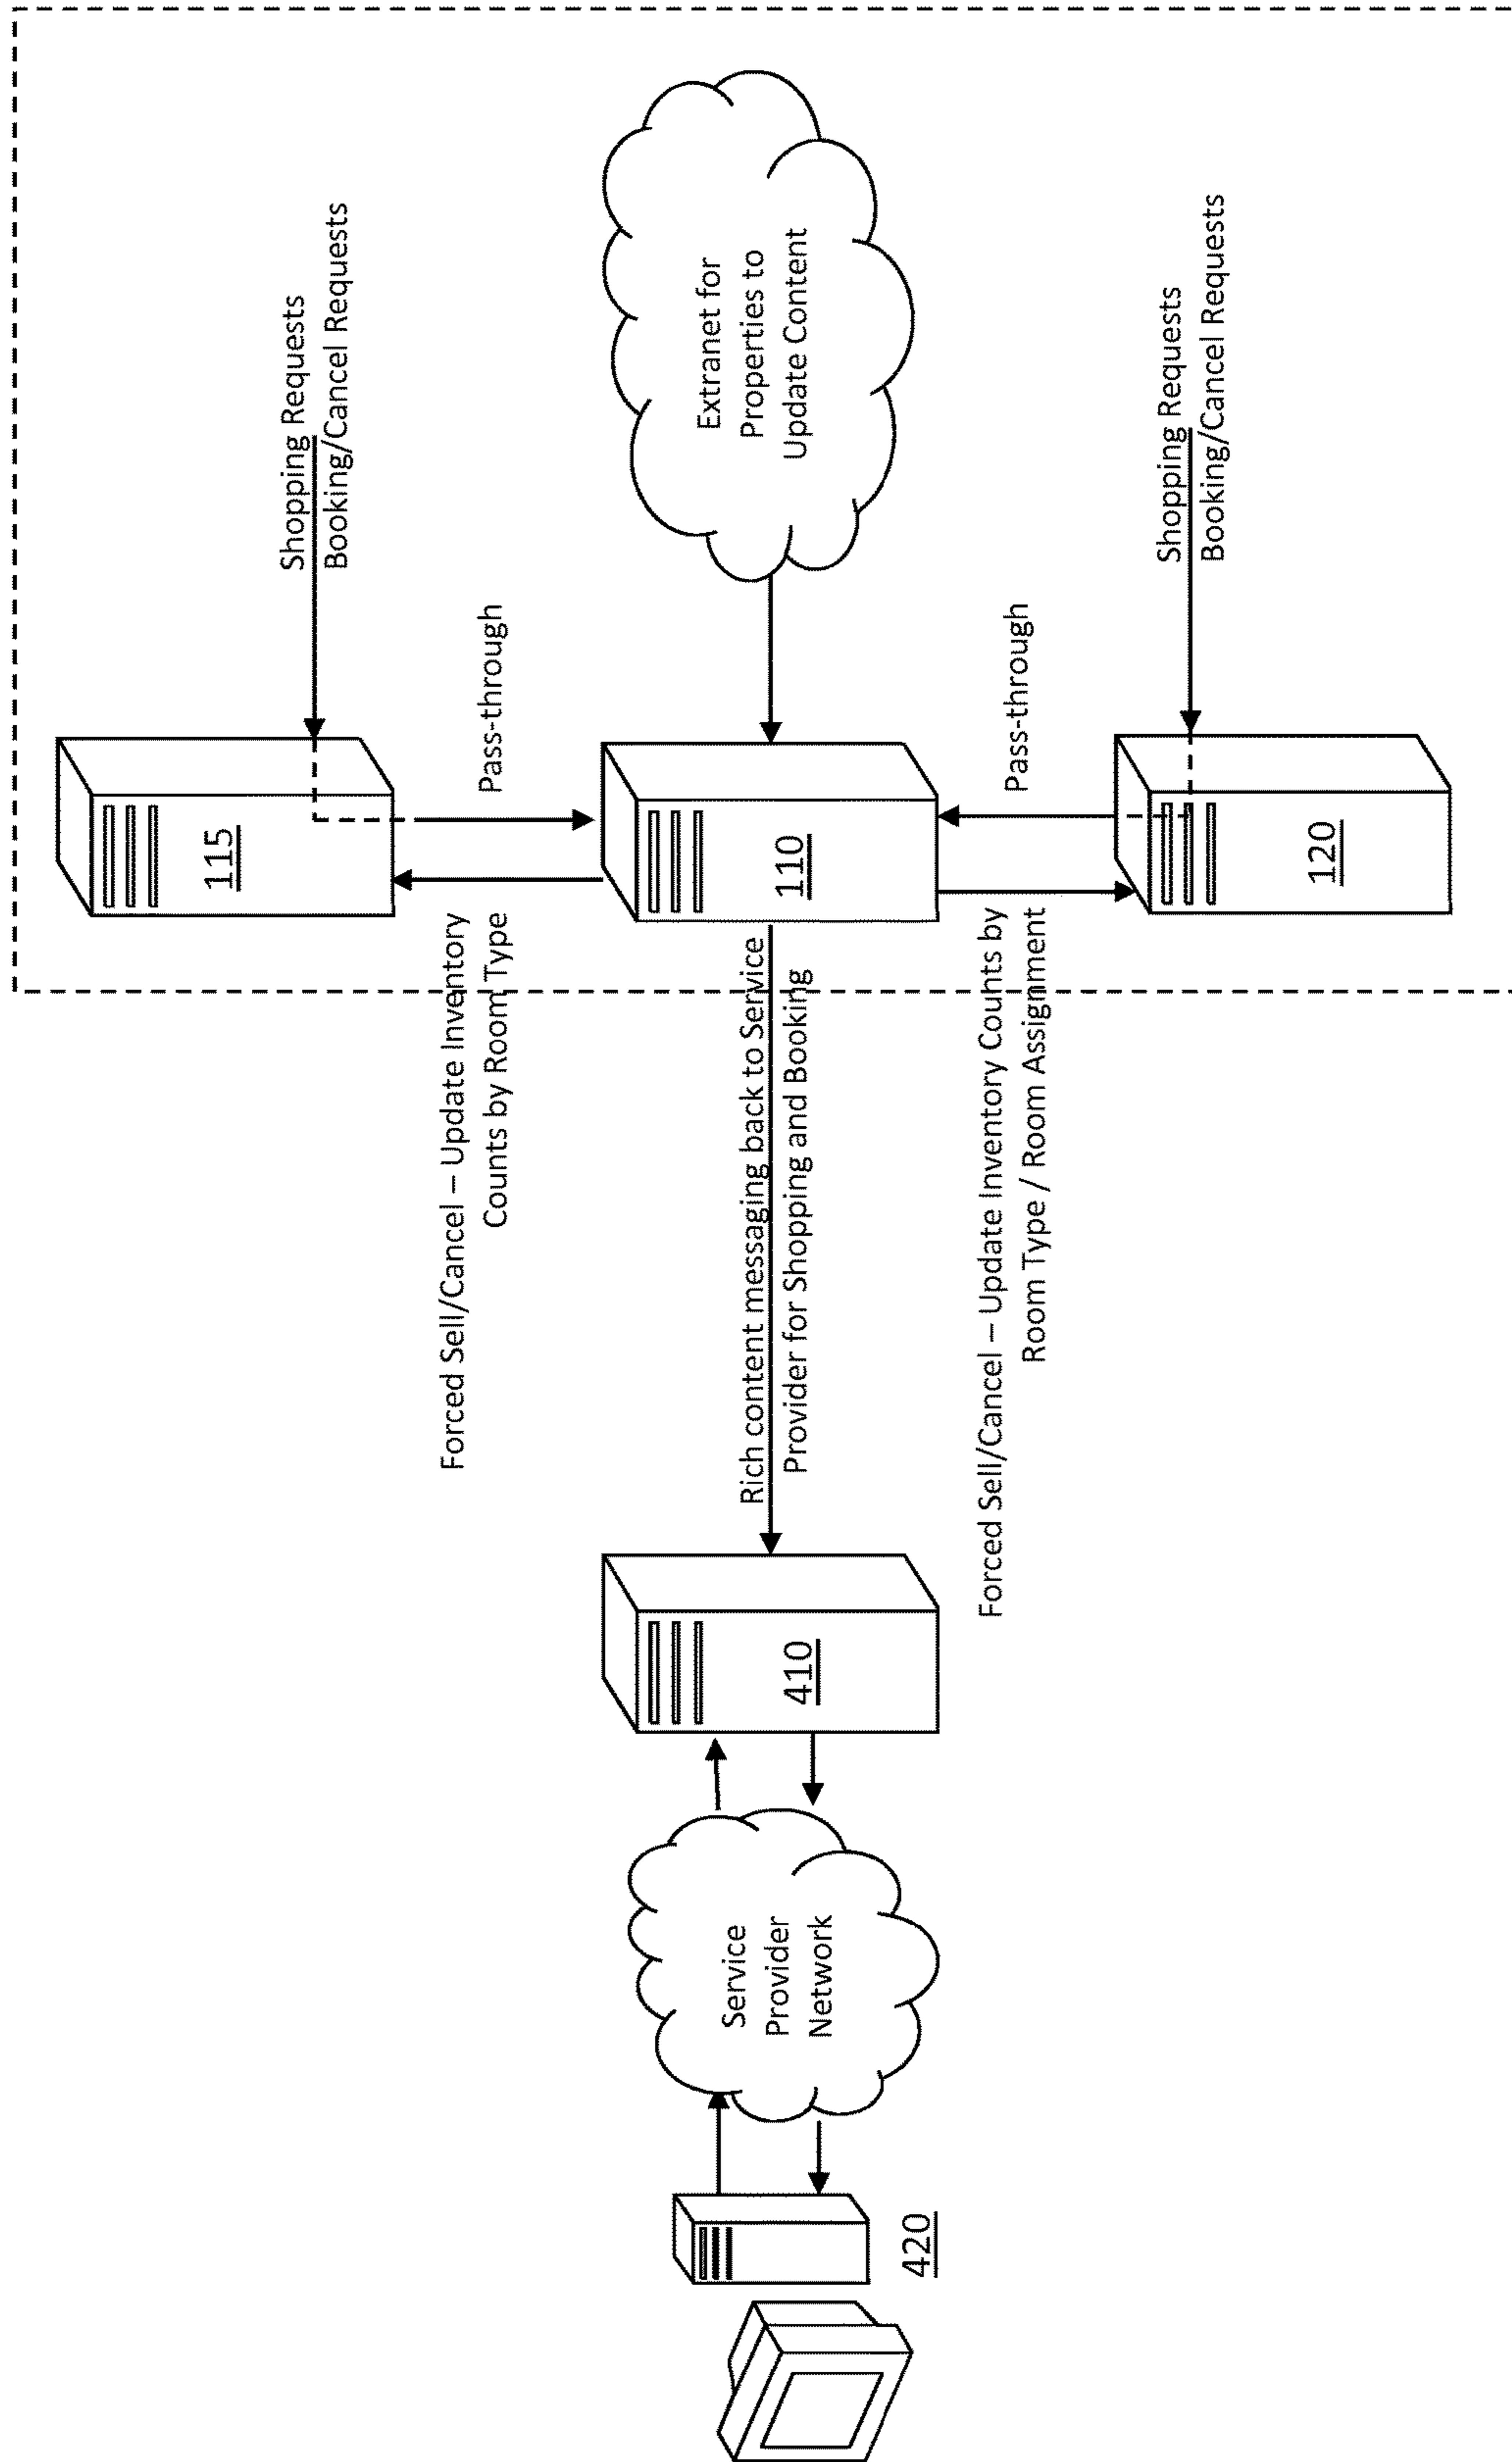 Shopping Requests
Booking/Cancel Requests
115
Pass-through
Forced Sell/Cancel – Update Inventory
Counts by Room Type
Extranet for
Properties to
Update Content
110
Rich content messaging back to Service
Provider for Shopping and Booking
410
Service
Provider
Network
420
Pass-through
Forced Sell/Cancel – Update Inventory Counts by
Room Type / Room Assignment
Shopping Requests
Booking/Cancel Requests
120